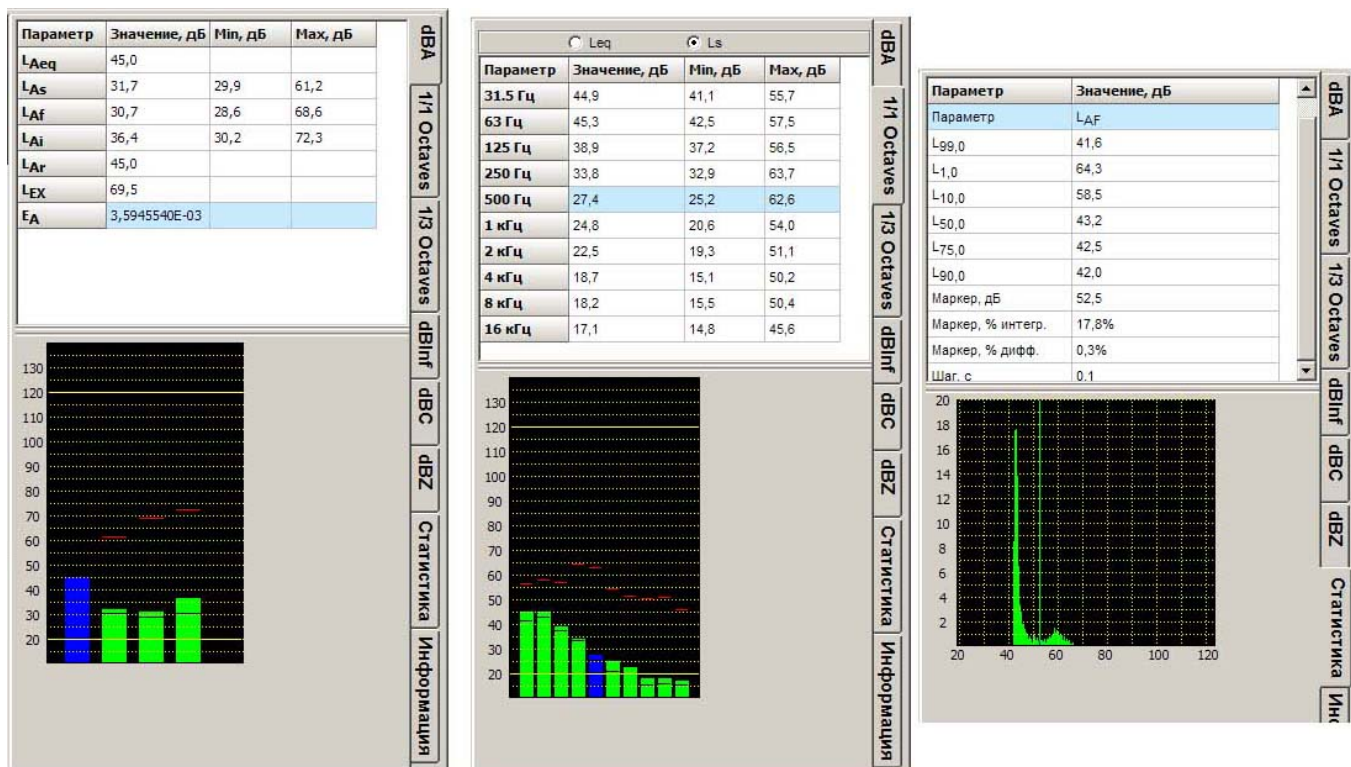 Параметр Значение, дБ Min, дБ Max, дБ
LAeq 45,0
LAs 31,7 29,9 61,2
LAf 30,7 28,6 68,6
LAi 36,4 30,2 72,3
LAr 45,0
LEX 69,5
EA 3,5945540E-03
dBA
1/1 Octaves
1/3 Octaves
dBInf
dBC
dBZ
Статистика
Информация
130
120
110
100
90
80
70
60
50
40
30
20
Leq Ls
Параметр Значение, дБ Min, дБ Max, дБ
31.5 Гц 44,9 41,1 55,7
63 Гц 45,3 42,5 57,5
125 Гц 38,9 37,2 56,5
250 Гц 33,8 32,9 63,7
500 Гц 27,4 25,2 62,6
1 кГц 24,8 20,6 54,0
2 кГц 22,5 19,3 51,1
4 кГц 18,7 15,1 50,2
8 кГц 18,2 15,5 50,4
16 кГц 17,1 14,8 45,6
dBA
1/1 Octaves
1/3 Octaves
dBInf
dBC
dBZ
Статистика
Информация
130
120
110
100
90
80
70
60
50
40
30
20
Параметр Значение, дБ
Параметр LAF
L99,0 41,6
L1,0 64,3
L10,0 58,5
L50,0 43,2
L75,0 42,5
L90,0 42,0
Маркер, дБ 52,5
Маркер, % интегр. 17,8%
Маркер, % дифф. 0,3%
Шаг, с 0,1
dBA
1/1 Octaves
1/3 Octaves
dBInf
dBC
dBZ
Статистика
Инс
20
18
16
14
12
10
8
6
4
2
20 40 60 80 100 120